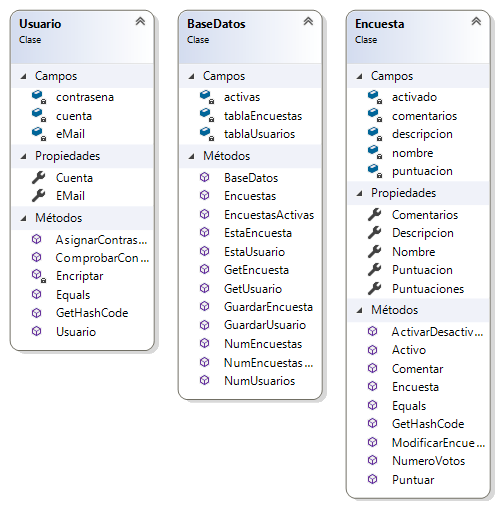 Usuario
Clase
Campos
contrasena
cuenta
eMail
Propiedades
Cuenta
EMail
Métodos
AsignarContras...
ComprobarCon...
Encriptar
Equals
GetHashCode
Usuario
BaseDatos
Clase
Campos
activas
tablaEncuestas
tablaUsuarios
Métodos
BaseDatos
Encuestas
EncuestasActivas
EstaEncuesta
EstaUsuario
GetEncuesta
GetUsuario
GuardarEncuesta
GuardarUsuario
NumEncuestas
NumEncuestas...
NumUsuarios
Encuesta
Clase
Campos
activado
comentarios
descripcion
nombre
puntuacion
Propiedades
Comentarios
Descripcion
Nombre
Puntuacion
Puntuaciones
Métodos
ActivarDesactiv...
Activo
Comentar
Encuesta
Equals
GetHashCode
ModificarEncue...
NumeroVotos
Puntuar